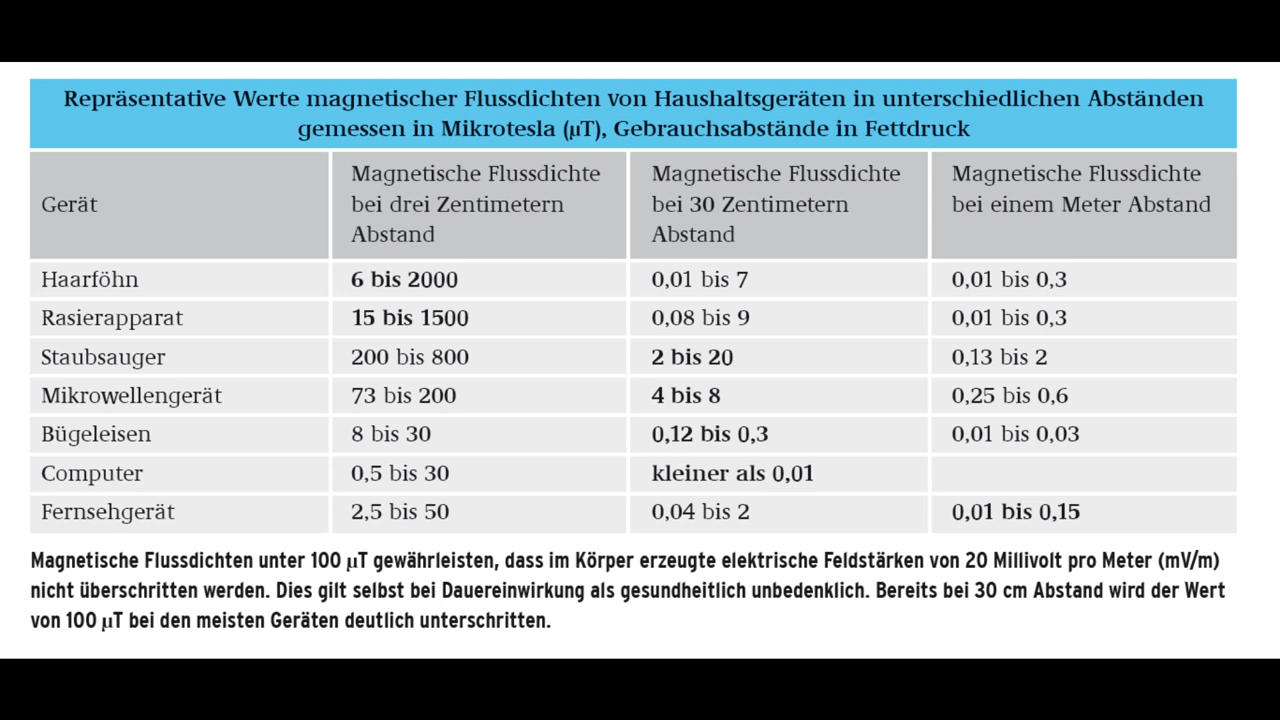 Repräsentative Werte magnetischer Flussdichten von Haushaltsgeräten in unterschiedlichen Abständen
gemessen in Mikrotesla (µT), Gebrauchsabstände in Fettdruck
Gerät
Magnetische Flussdichte
bei drei Zentimetern
Abstand
Magnetische Flussdichte
bei 30 Zentimetern
Abstand
Magnetische Flussdichte
bei einem Meter Abstand
Haarföhn 6 bis 2000 0,01 bis 7 0,01 bis 0,3
Rasierapparat 15 bis 1500 0,08 bis 9 0,01 bis 0,3
Staubsauger 200 bis 800 2 bis 20 0,13 bis 2
Mikrowellengerät 73 bis 200 4 bis 8 0,25 bis 0,6
Bügeleisen 8 bis 30 0,12 bis 0,3 0,01 bis 0,03
Computer 0,5 bis 30 kleiner als 0,01
Fernsehgerät 2,5 bis 50 0,04 bis 2 0,01 bis 0,15
Magnetische Flussdichten unter 100 µT gewährleisten, dass im Körper erzeugte elektrische Feldstärken von 20 Millivolt pro Meter (mV/m)
nicht überschritten werden. Dies gilt selbst bei Dauereinwirkung als gesundheitlich unbedenklich. Bereits bei 30 cm Abstand wird der Wert
von 100 µT bei den meisten Geräten deutlich unterschritten.